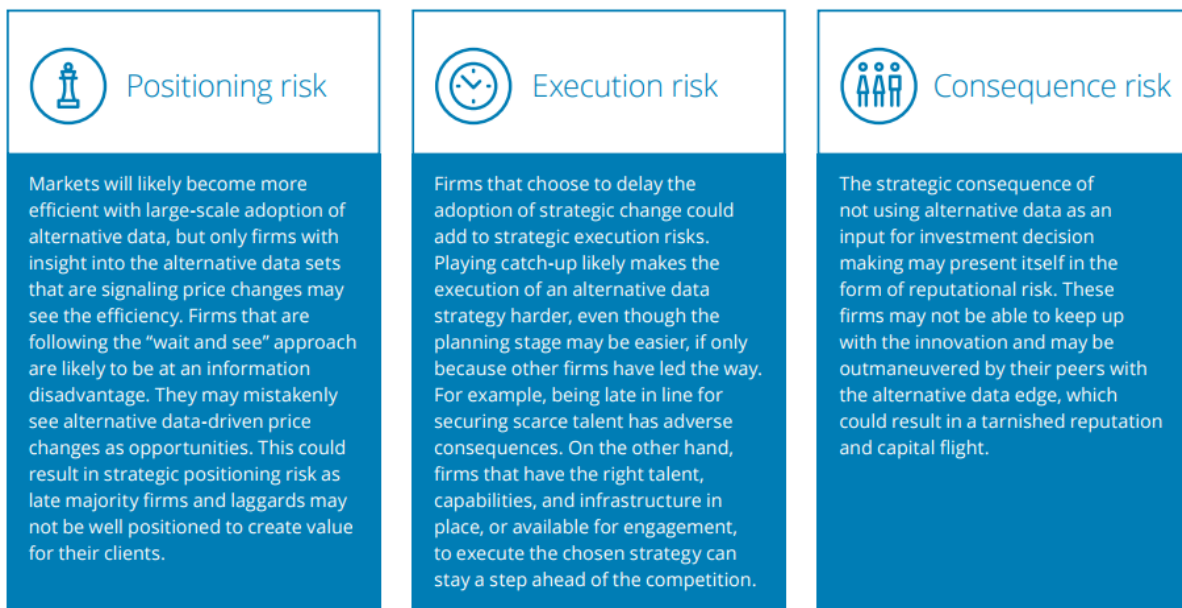 Positioning risk
Markets will likely become more
efficient with large-scale adoption of
alternative data, but only firms with
insight into the alternative data sets
that are signaling price changes may
see the efficiency. Firms that are
following the “wait and see” approach
are likely to be at an information
disadvantage. They may mistakenly
see alternative data-driven price
changes as opportunities. This could
result in strategic positioning risk as
late majority firms and laggards may
not be well positioned to create value
for their clients.
Execution risk
Firms that choose to delay the
adoption of strategic change could
add to strategic execution risks.
Playing catch-up likely makes the
execution of an alternative data
strategy harder, even though the
planning stage may be easier, if only
because other firms have led the way.
For example, being late in line for
securing scarce talent has adverse
consequences. On the other hand,
firms that have the right talent,
capabilities, and infrastructure in
place, or available for engagement,
to execute the chosen strategy can
stay a step ahead of the competition.
Consequence risk
The strategic consequence of
not using alternative data as an
input for investment decision
making may present itself in the
form of reputational risk. These
firms may not be able to keep up
with the innovation and may be
outmaneuvered by their peers with
the alternative data edge, which
could result in a tarnished reputation
and capital flight.